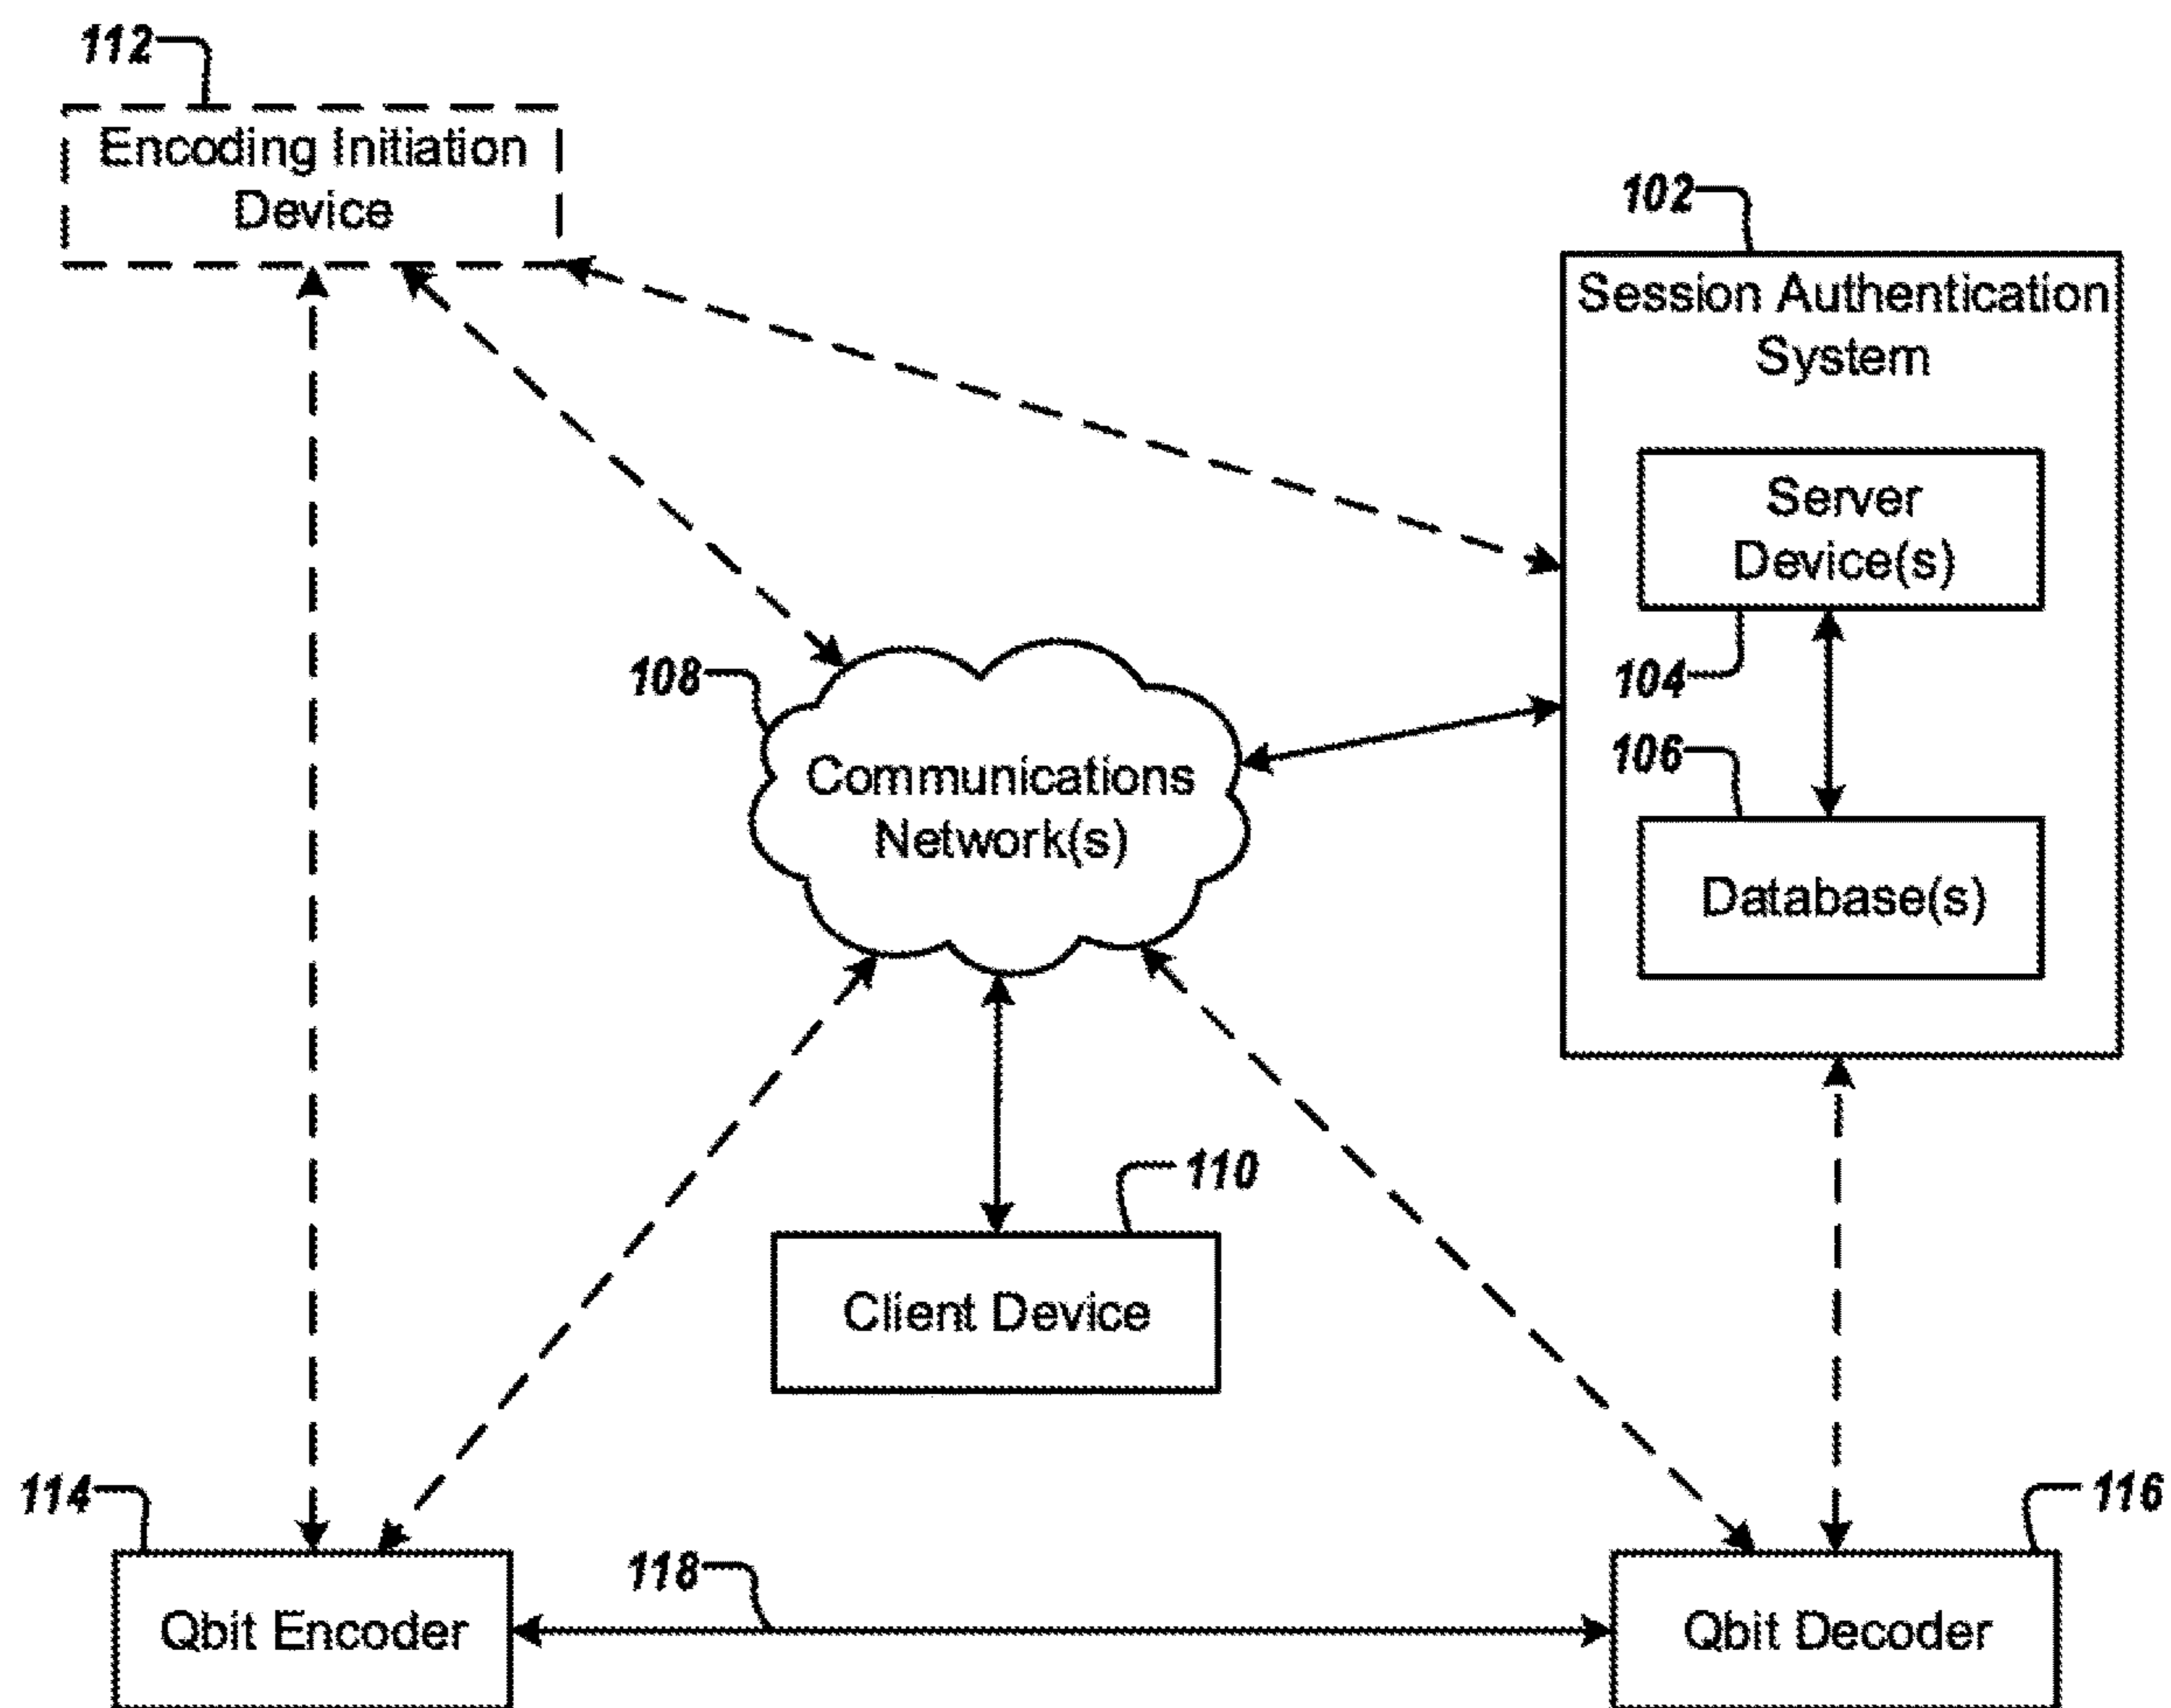 112
Encoding Initiation
Device
102
Session Authentication
System
Server
Device(s)
104
108
106
Communications
Network(s)
Database(s)
110
Client Device
114
116
118
Qbit Encoder
Qbit Decoder